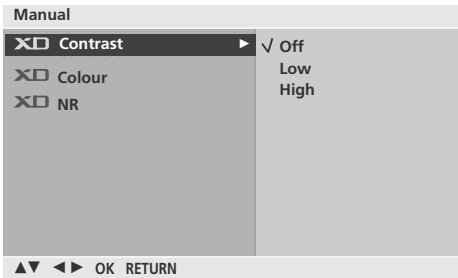 Manual
XD Contrast ► √ Off
Low
XD Colour
High
XD NR
▲▼ ◄► OK RETURN